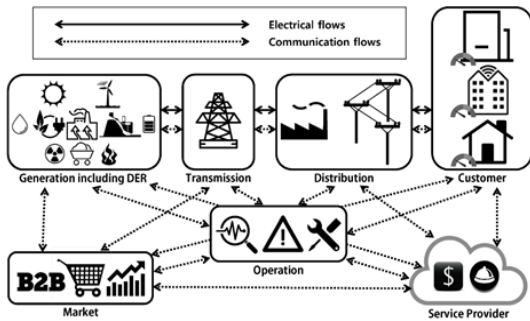 Electrical flows
Communication flows
Generation including DER
Transmission
Distribution
Customer
Operation
B2B
$
Market
Service Provider